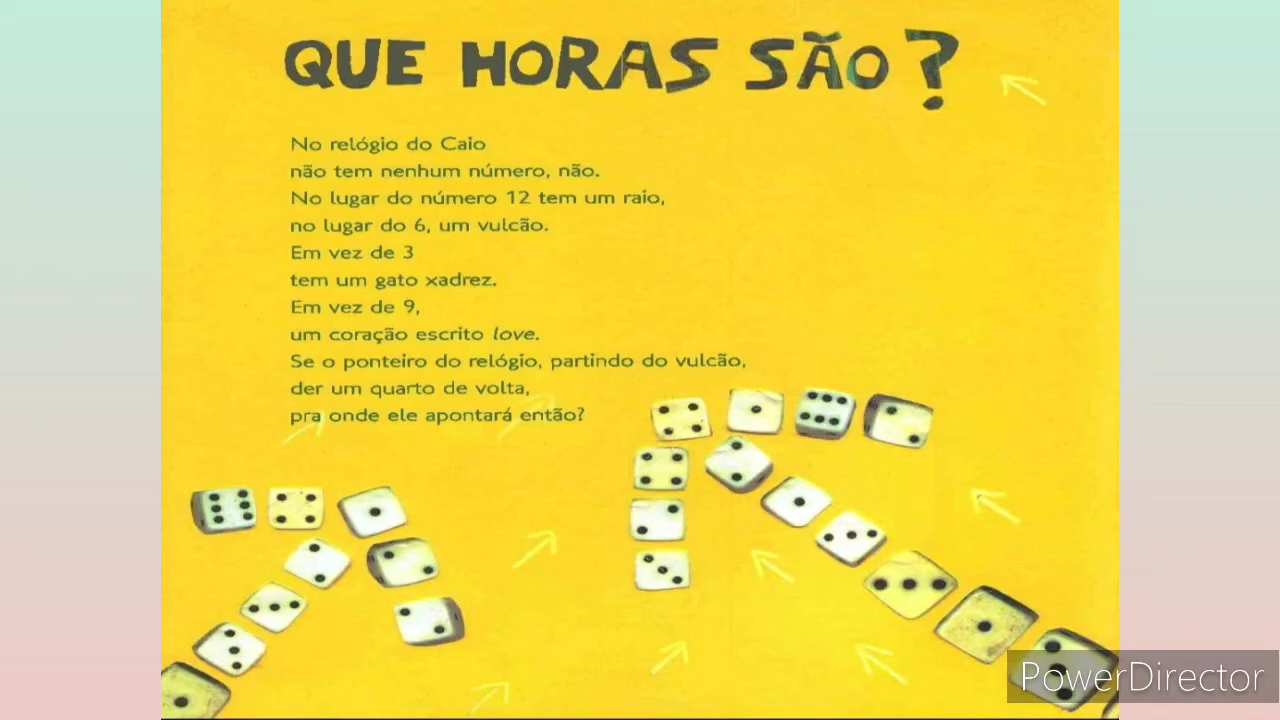 QUE HORAS SÃO?
No relógio do Caio
não tem nenhum número, não.
No lugar do número 12 tem um raio,
no lugar do 6, um vulcão.
Em vez de 3
tem um gato xadrez.
Em vez de 9,
um coração escrito love.
Se o ponteiro do relógio, partindo do vulcão,
der um quarto de volta,
pra onde ele apontará então?
PowerDirector